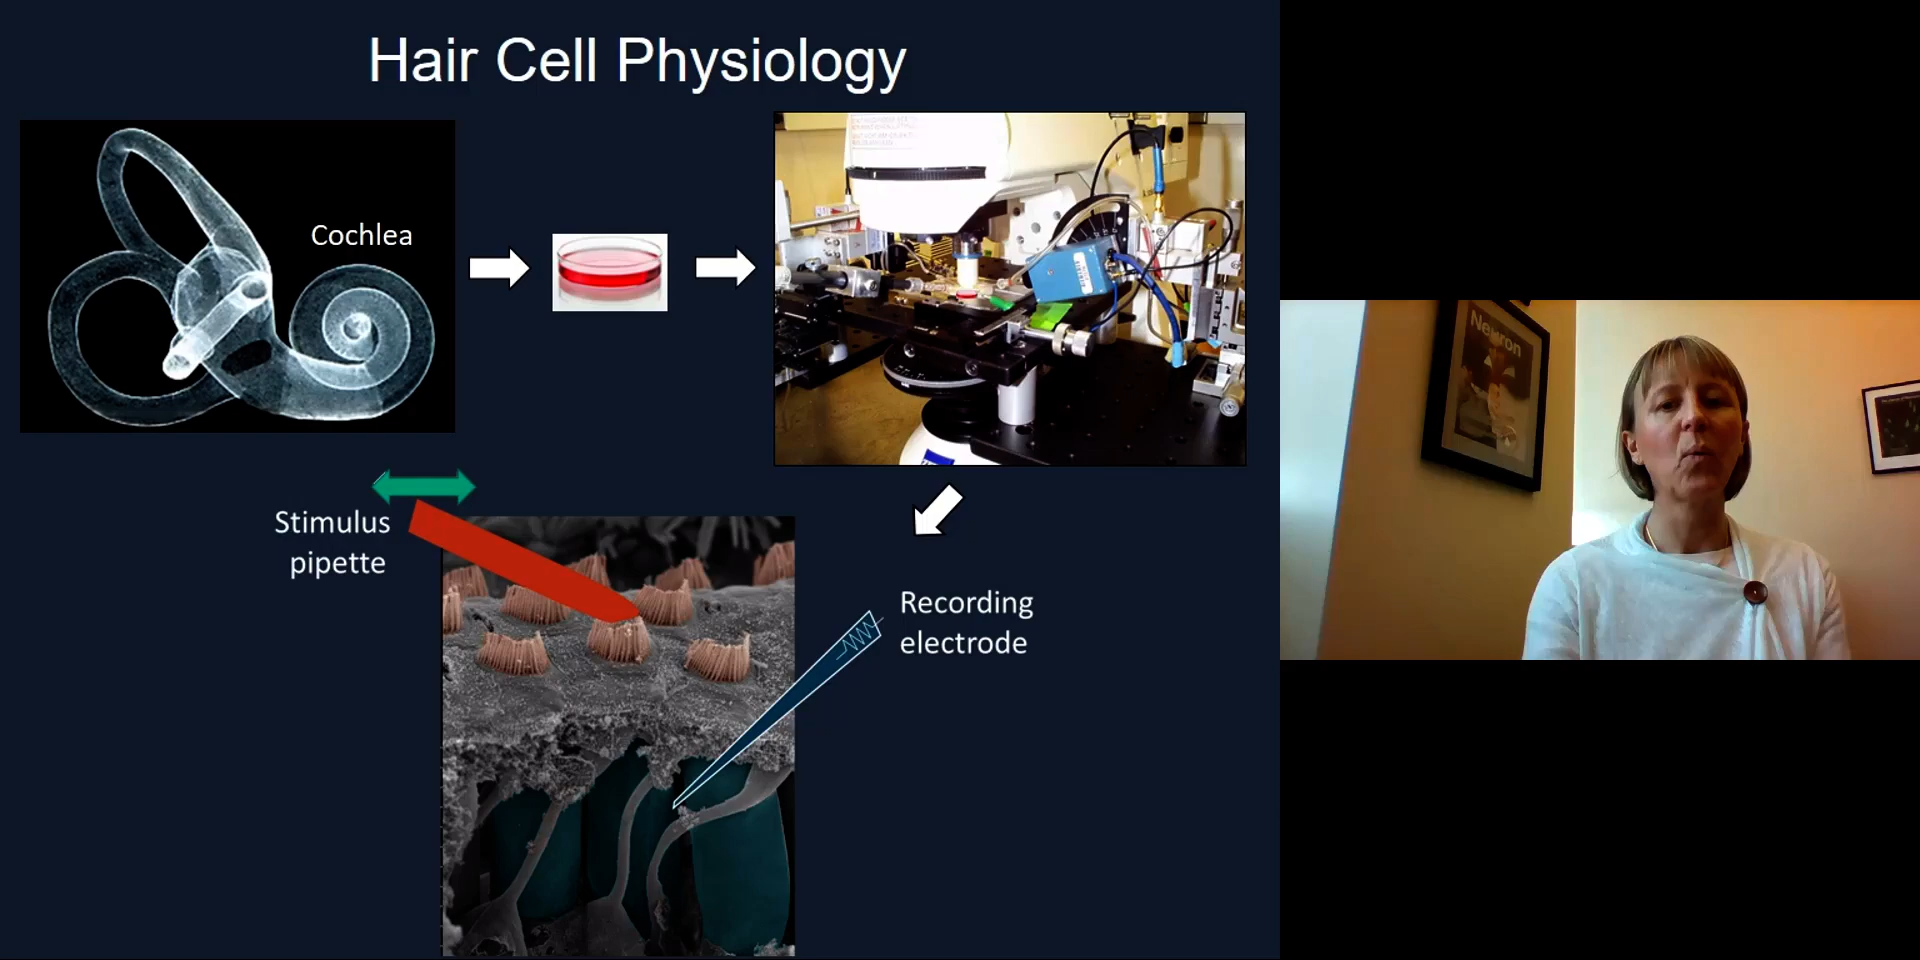 Hair Cell Physiology
Cochlea
Stimulus
pipette
Recording
electrode
Neuron